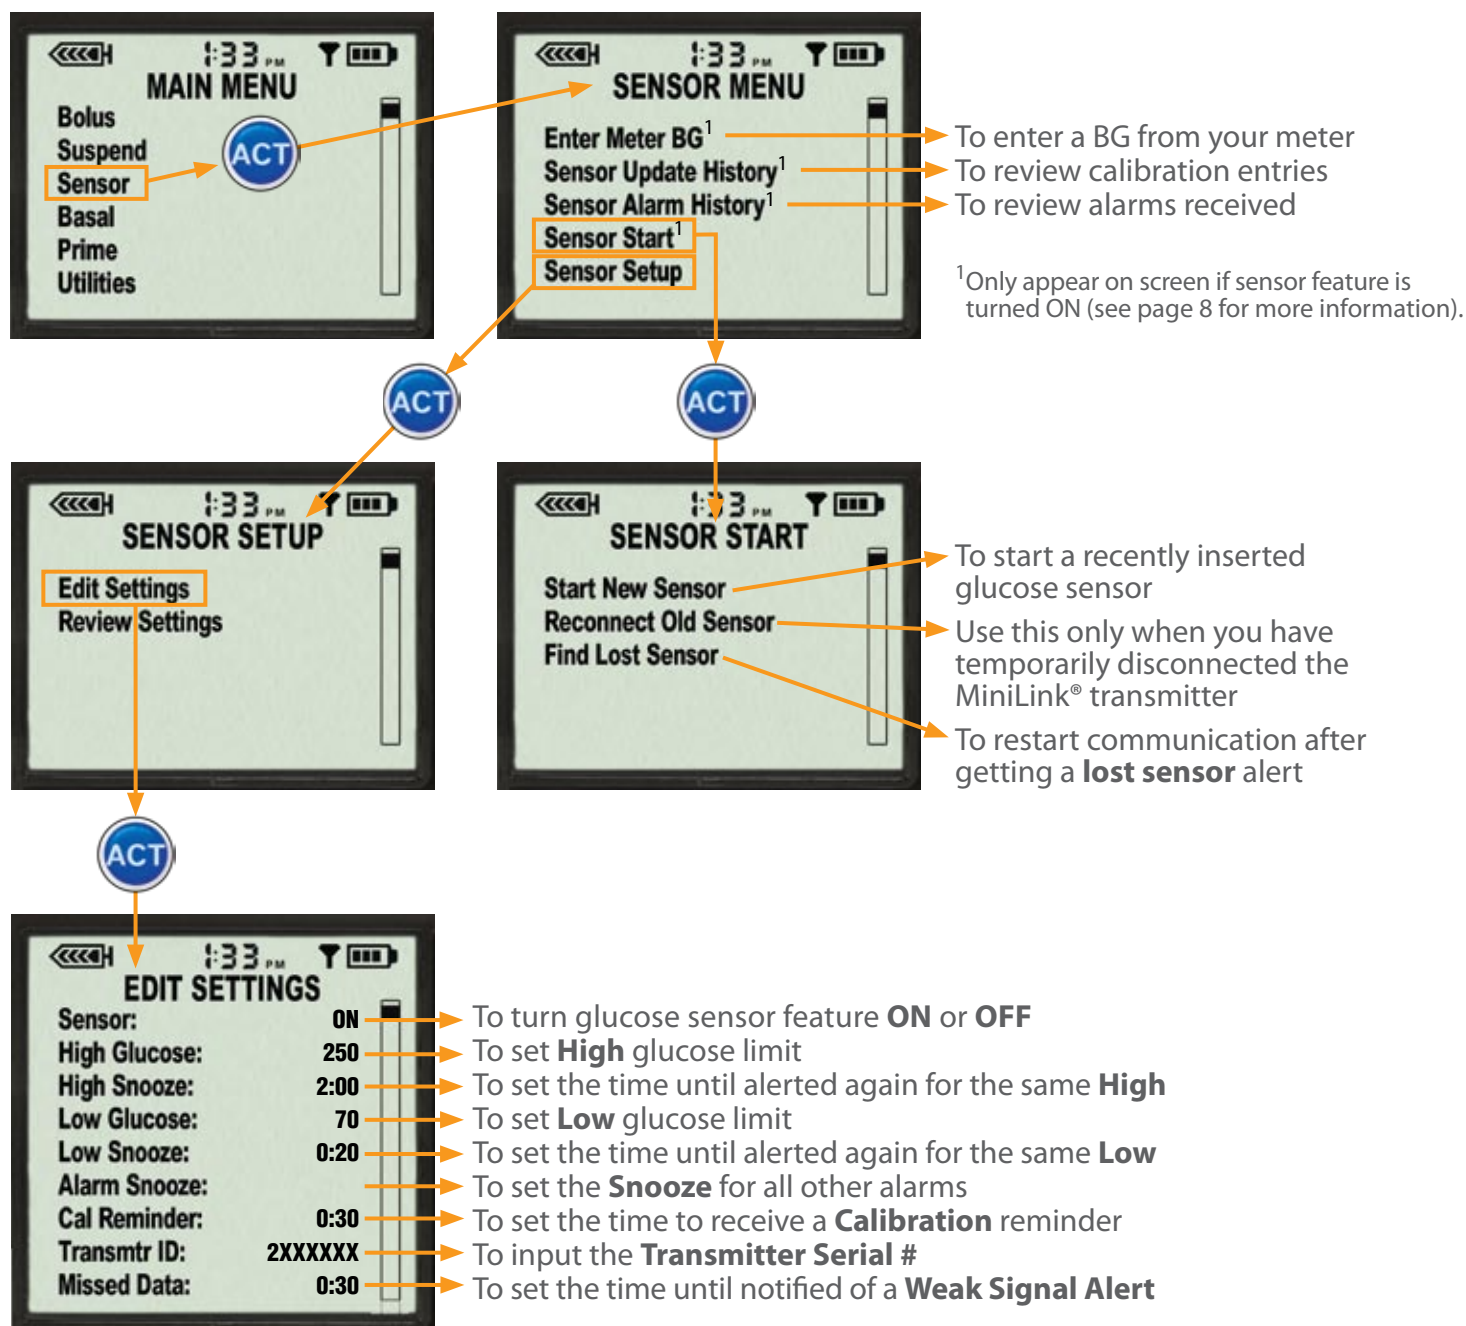 1:33 PM
MAIN MENU
Bolus
Suspend
Sensor
Basal
Prime
Utilities
ACT
1:33 PM
SENSOR MENU
Enter Meter BG1
Sensor Update History1
Sensor Alarm History1
Sensor Start1
Sensor Setup
To enter a BG from your meter
To review calibration entries
To review alarms received
1Only appear on screen if sensor feature is
turned ON (see page 8 for more information).
ACT
ACT
1:33 PM
SENSOR SETUP
Edit Settings
Review Settings
1:33 PM
SENSOR START
Start New Sensor
Reconnect Old Sensor
Find Lost Sensor
To start a recently inserted
glucose sensor
Use this only when you have
temporarily disconnected the
MiniLink® transmitter
To restart communication after
getting a lost sensor alert
ACT
1:33 PM
EDIT SETTINGS
Sensor: ON
High Glucose: 250
High Snooze: 2:00
Low Glucose: 70
Low Snooze: 0:20
Alarm Snooze:
Cal Reminder: 0:30
Transmtr ID: 2XXXXXX
Missed Data: 0:30
To turn glucose sensor feature ON or OFF
To set High glucose limit
To set the time until alerted again for the same High
To set Low glucose limit
To set the time until alerted again for the same Low
To set the Snooze for all other alarms
To set the time to receive a Calibration reminder
To input the Transmitter Serial #
To set the time until notified of a Weak Signal Alert